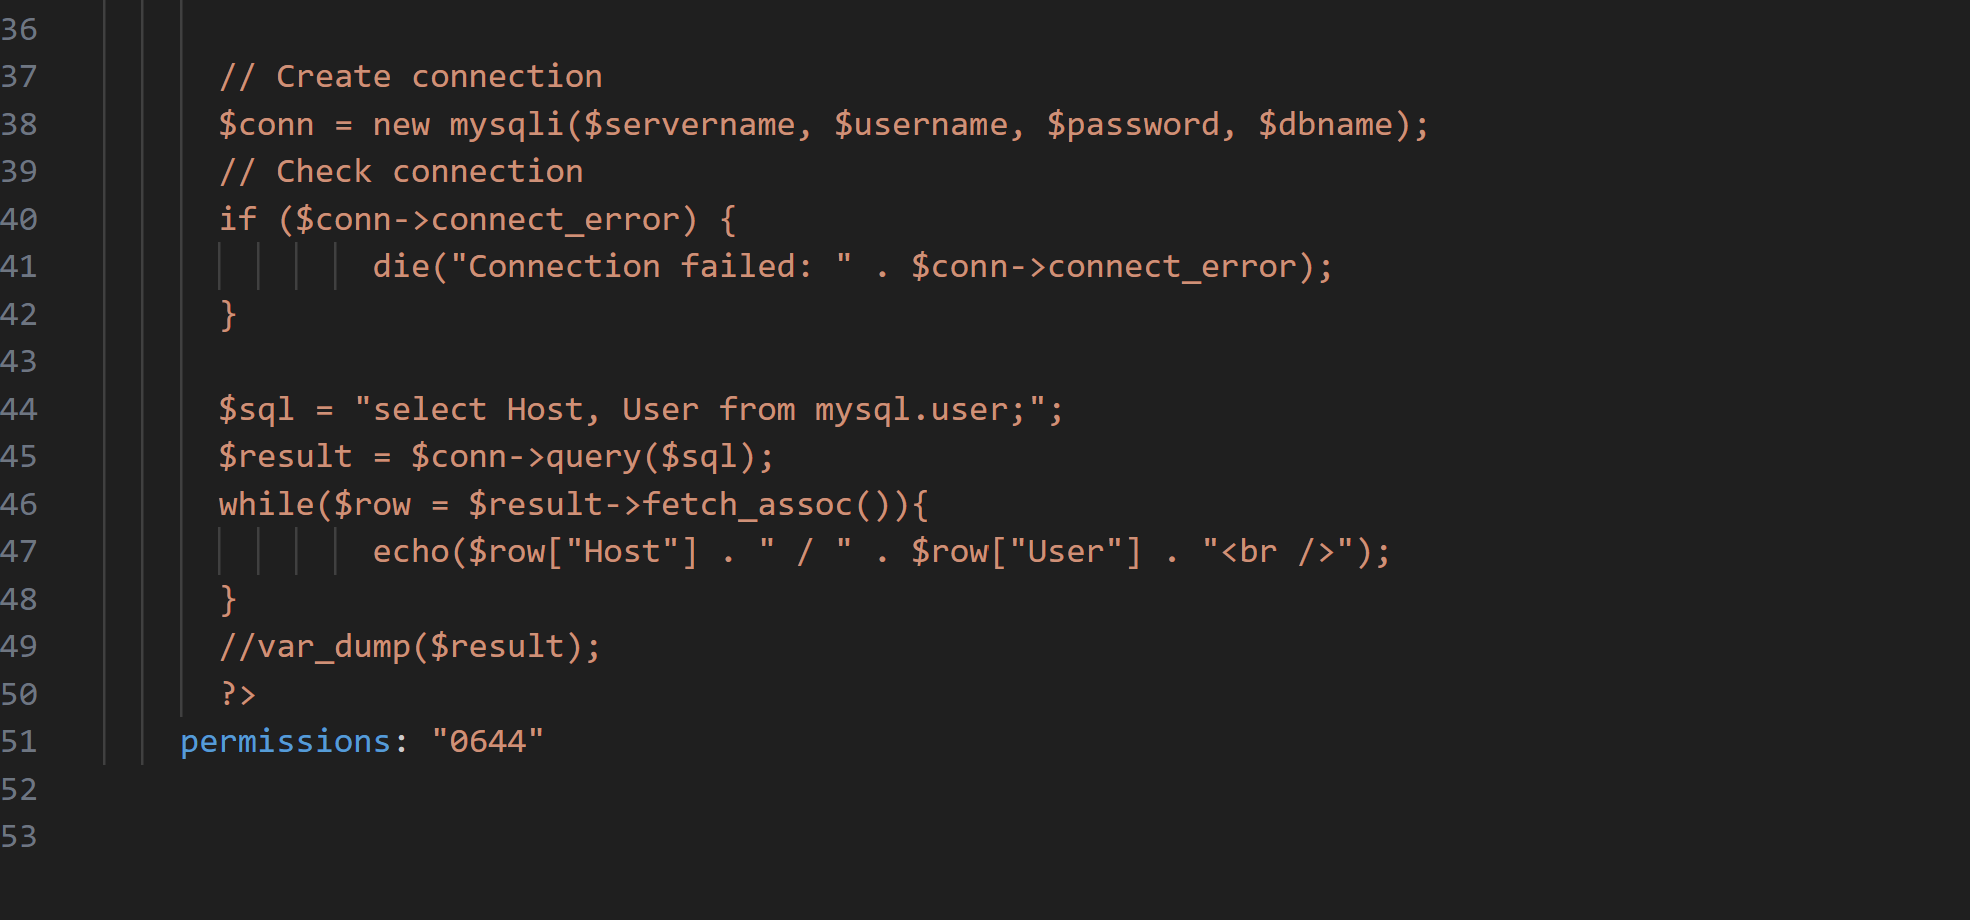 36
37 // Create connection
38 $conn = new mysqli($servername, $username, $password, $dbname);
39 // Check connection
40 if ($conn->connect_error) {
41 die("Connection failed: " . $conn->connect_error);
42 }
43
44 $sql = "select Host, User from mysql.user;";
45 $result = $conn->query($sql);
46 while($row = $result->fetch_assoc()){
47 echo($row["Host"] . " / " . $row["User"] . "<br />");
48 }
49 //var_dump($result);
50 ?>
51 permissions: "0644"
52
53